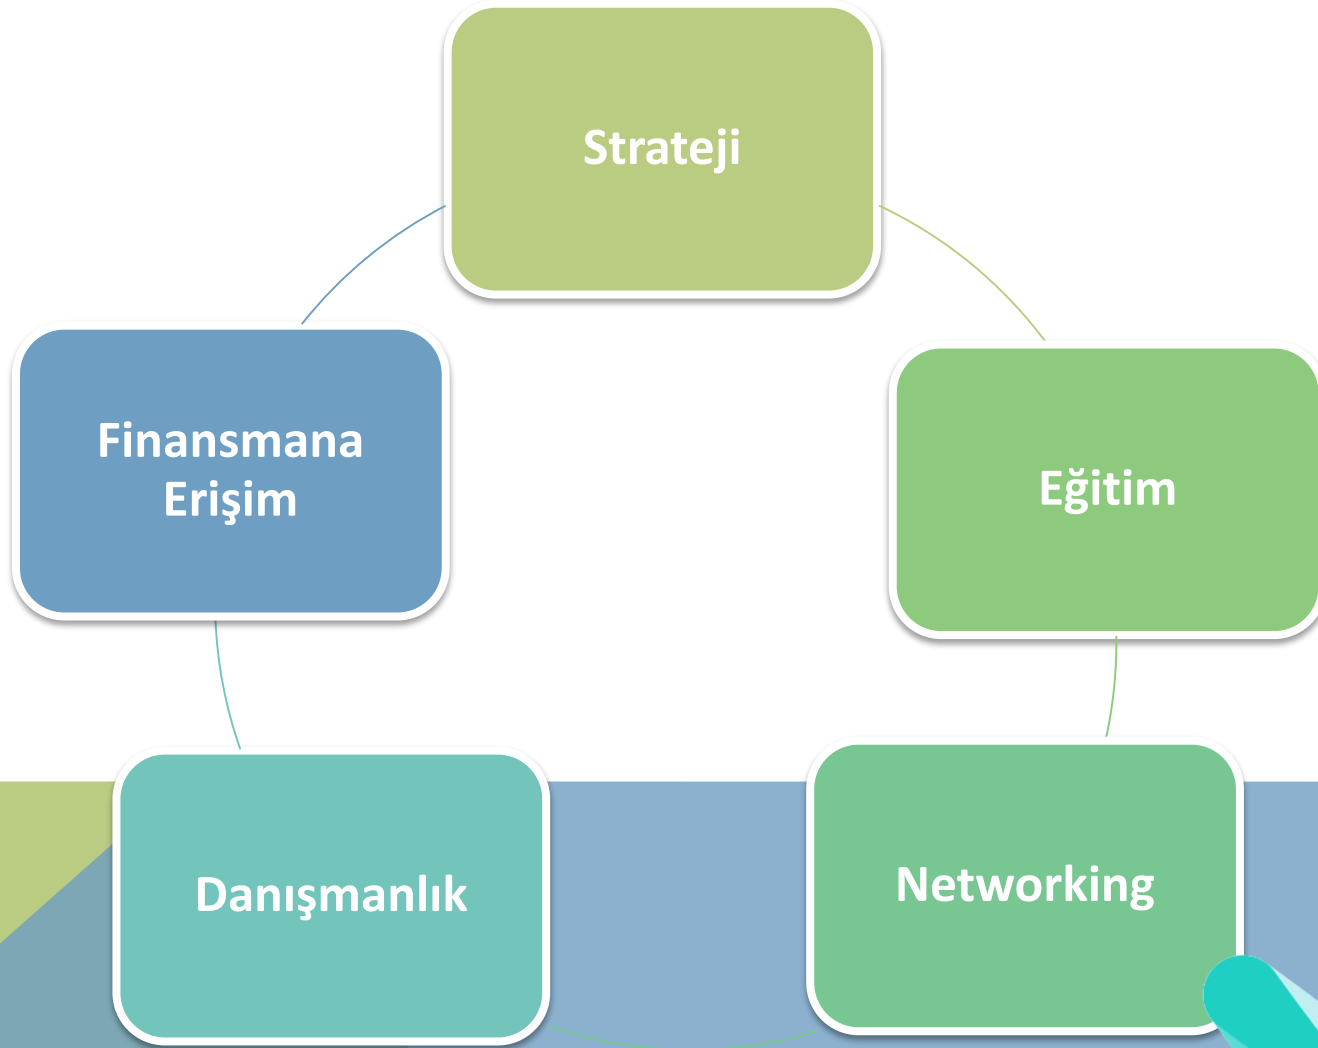 Strateji
Eğitim
Networking
Danışmanlık
Finansmana
Erişim